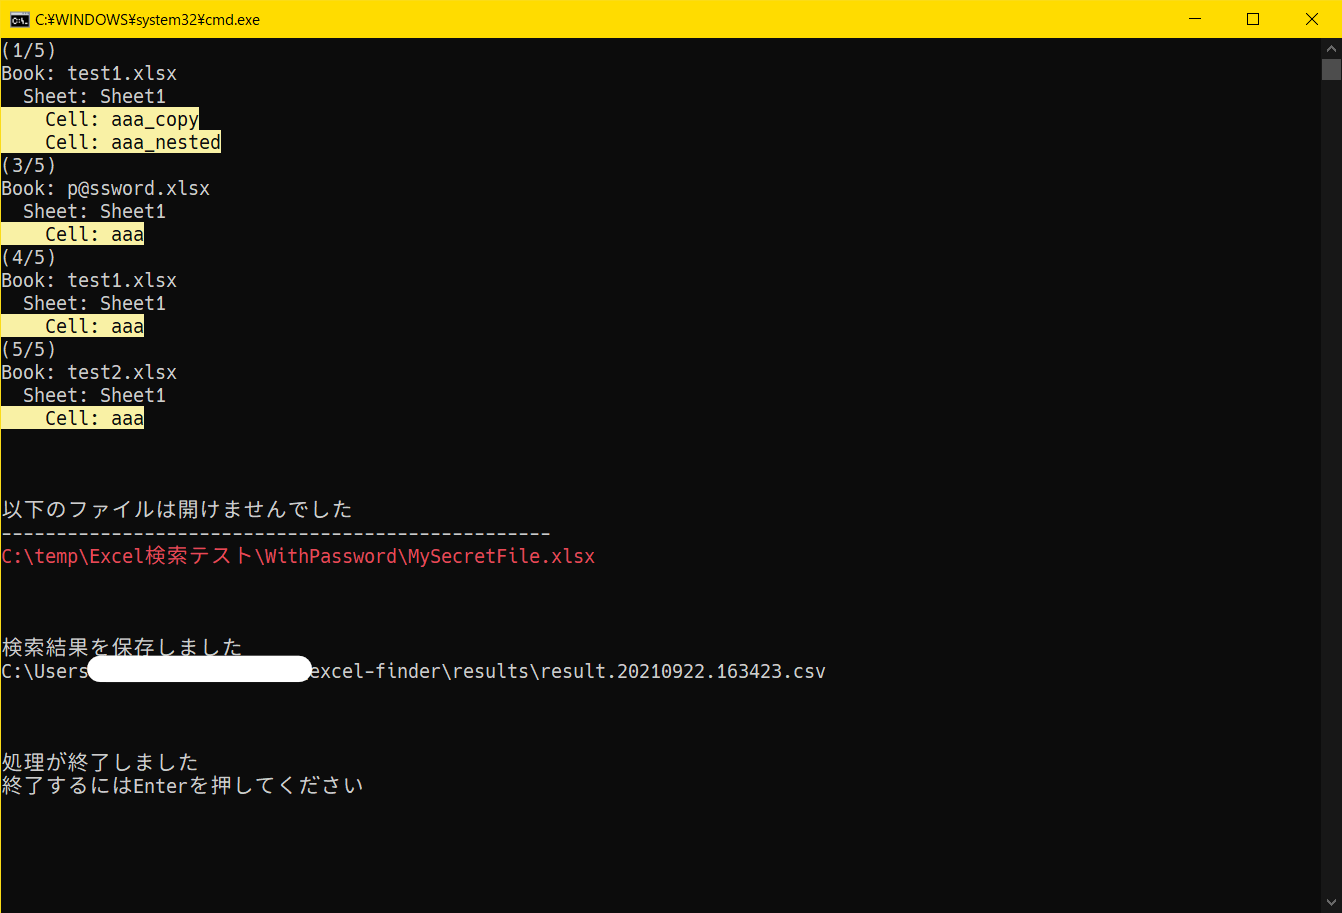 C:¥WINDOWS¥system32¥cmd.exe
(1/5)
Book: test1.xlsx
  Sheet: Sheet1
    Cell: aaa_copy
    Cell: aaa_nested
(3/5)
Book: p@ssword.xlsx
  Sheet: Sheet1
    Cell: aaa
(4/5)
Book: test1.xlsx
  Sheet: Sheet1
    Cell: aaa
(5/5)
Book: test2.xlsx
  Sheet: Sheet1
    Cell: aaa
以下のファイルは開けませんでした
--------------------------------------------------
C:\temp\Excel検索テスト\WithPassword\MySecretFile.xlsx
検索結果を保存しました
C:\Users excel-finder\results\result.20210922.163423.csv
処理が終了しました
終了するにはEnterを押してください